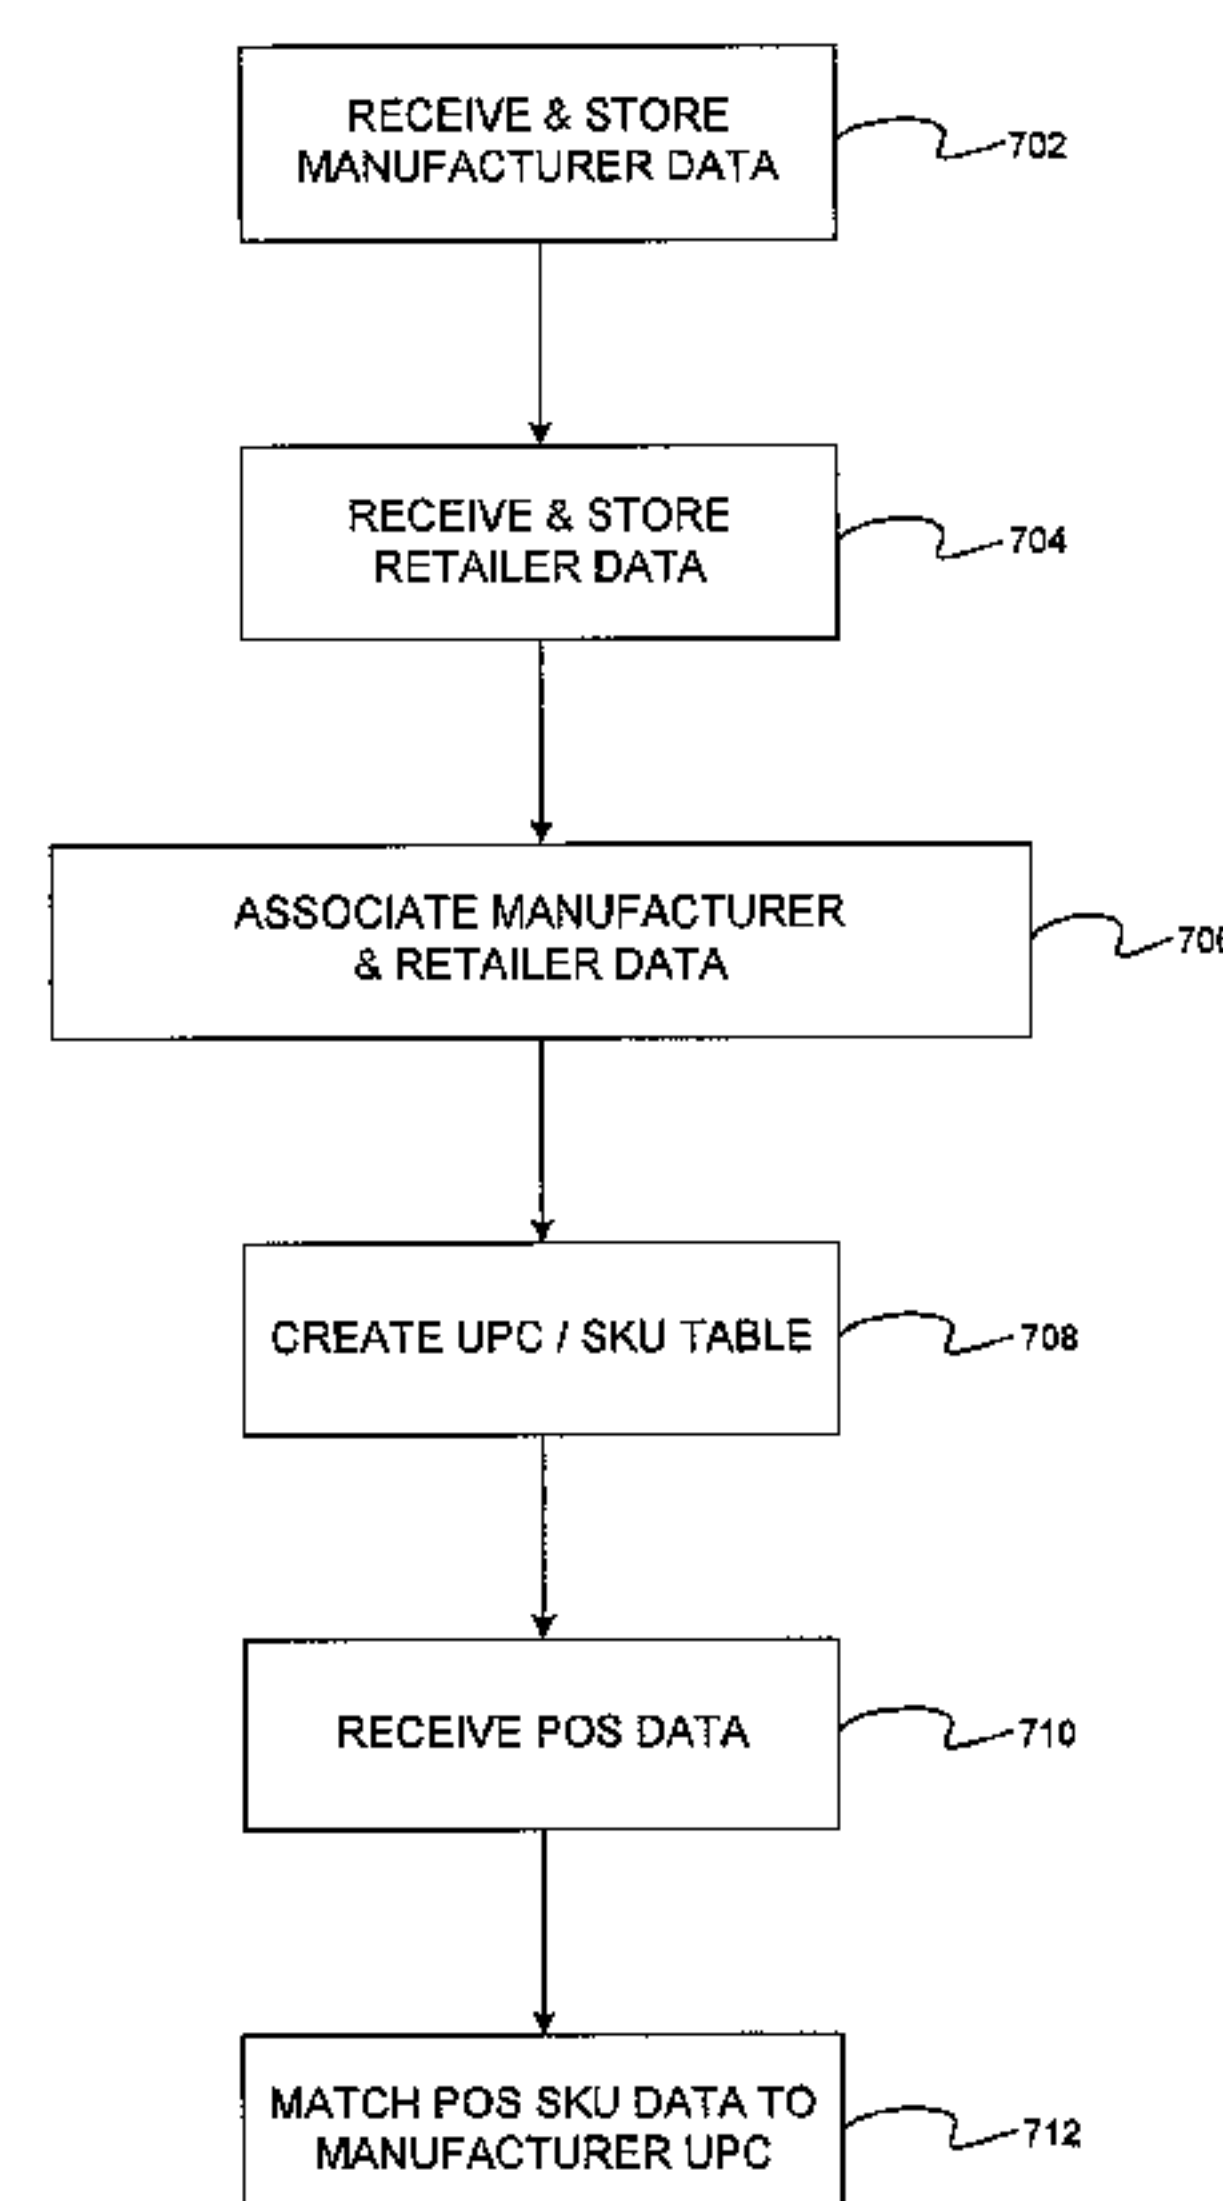 RECEIVE & STORE
MANUFACTURER DATA
702
RECEIVE & STORE
RETAILER DATA
704
ASSOCIATE MANUFACTURER
& RETAILER DATA
CREATE UPC / SKU TABLE
708
RECEIVE POS DATA
710
MATCH POS SKU DATA TO
MANUFACTURER UPC
712